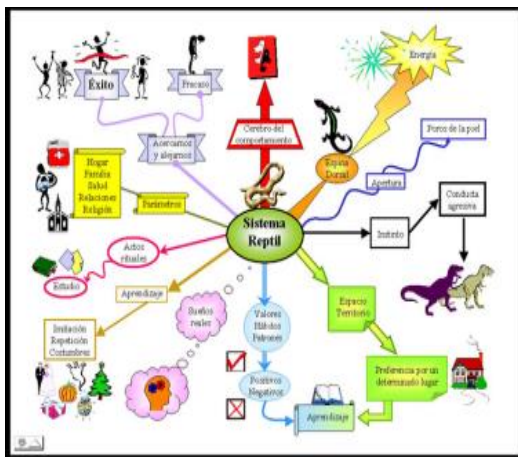 Éxito
Fracaso
Acercarnos
y alejarnos
Cerebro del
comportamiento
Energía
Espina
Dorsal
Poros de la piel
Apertura
Hogar
Familia
Salud
Relaciones
Religión
Parámetros
Sistema
Reptil
Instinto
Conducta
agresiva
Actos
rituales
Estudio
Aprendizaje
Imitación
Repetición
Costumbres
Sueños
reales
Valores
Hábitos
Patrones
Positivos
Negativos
Espacio
Territorio
Preferencia por un
determinado lugar
Aprendizaje